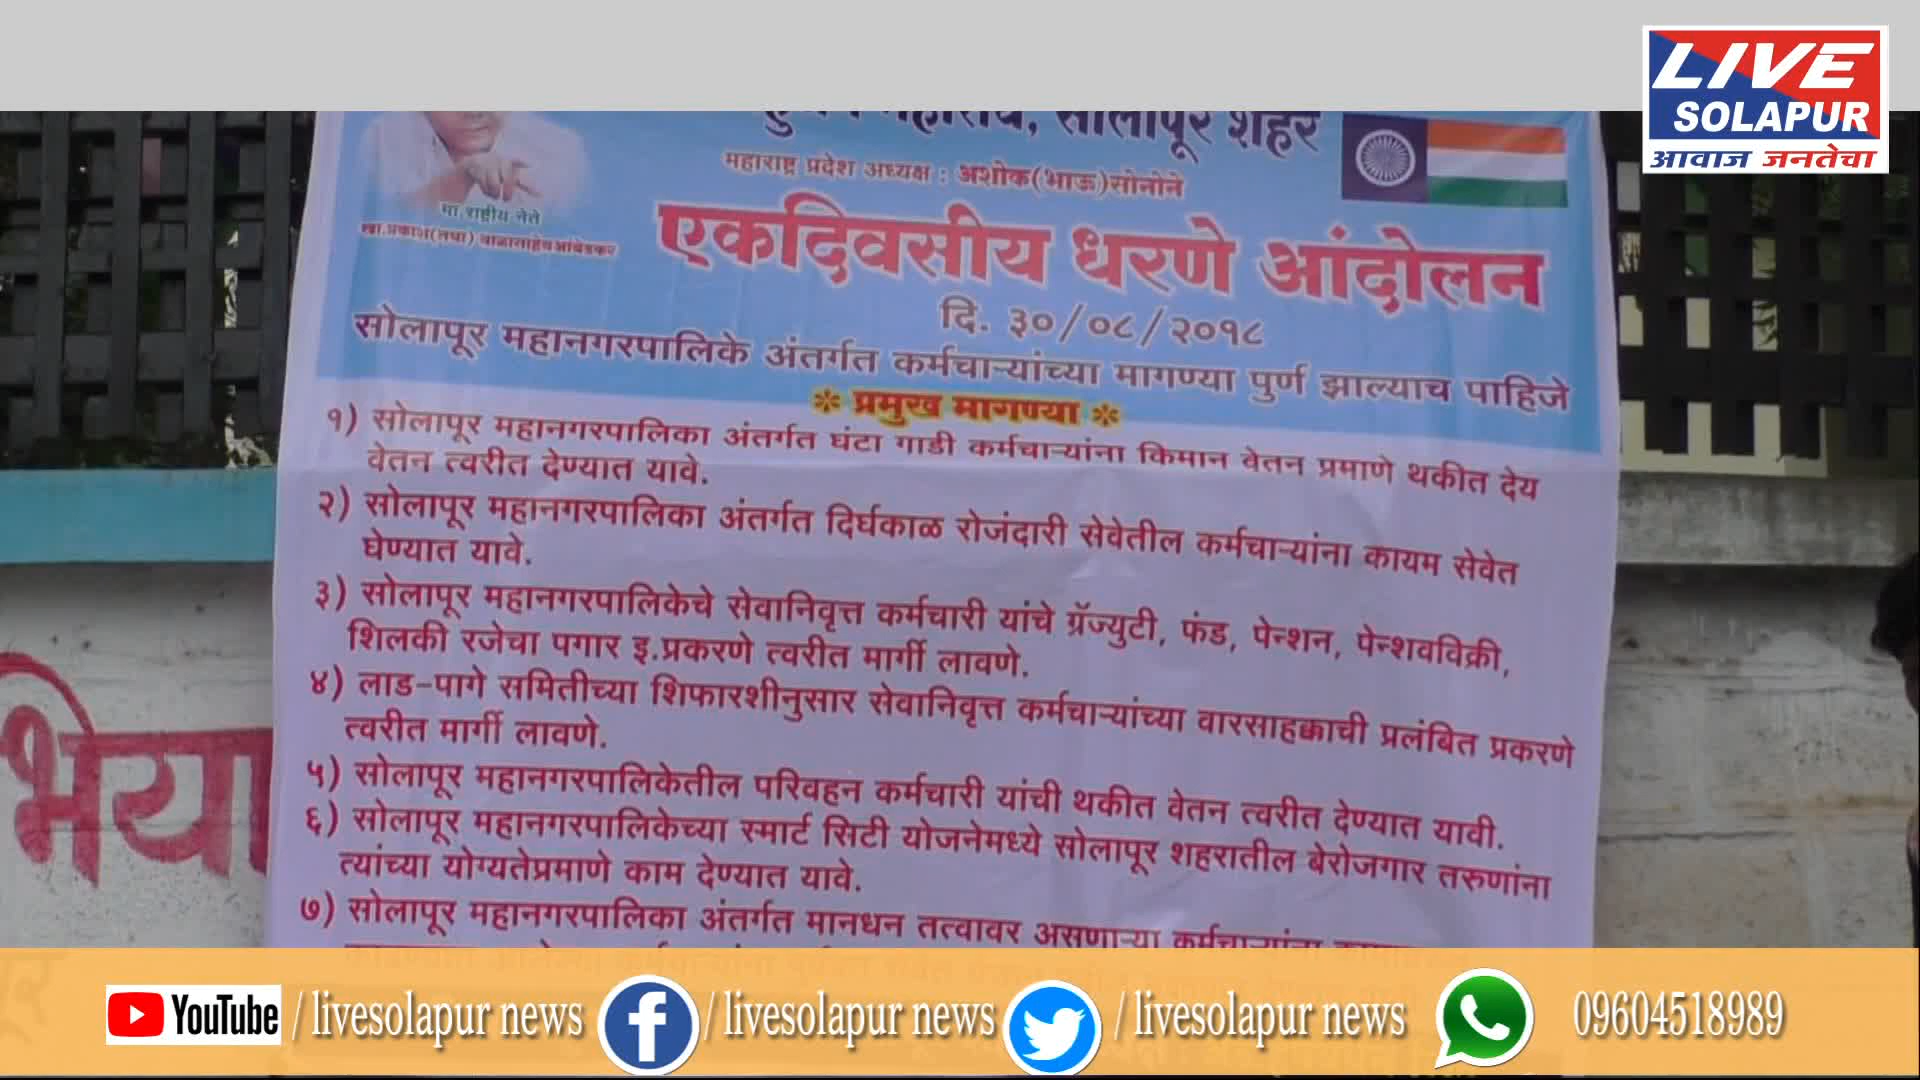 LIVE
SOLAPUR
आवाज जनतेचा
सोलापूर शहर
महाराष्ट्र प्रदेश अध्यक्ष : अशोक(भाऊ)सोनोने
मा.राष्ट्रीय नेते
एकदिवसीय धरणे आंदोलन
दि. ३०/०८/२०१८
सोलापूर महानगरपालिके अंतर्गत कर्मचाऱ्यांच्या मागण्या पुर्ण झाल्याच पाहिजे
प्रमुख मागण्या
१) सोलापूर महानगरपालिका अंतर्गत घंटा गाडी कर्मचाऱ्यांना किमान वेतन प्रमाणे थकीत देय
वेतन त्वरीत देण्यात यावे.
२) सोलापूर महानगरपालिका अंतर्गत दिर्घकाळ रोजंदारी सेवेतील कर्मचाऱ्यांना कायम सेवेत
घेण्यात यावे.
३) सोलापूर महानगरपालिकेचे सेवानिवृत्त कर्मचारी यांचे ग्रॅज्युटी, फंड, पेन्शन, पेन्शवविक्री,
शिलकी रजेचा पगार इ.प्रकरणे त्वरीत मार्गी लावणे.
४) लाड-पागे समितीच्या शिफारशीनुसार सेवानिवृत्त कर्मचाऱ्यांच्या वारसाहक्काची प्रलंबित प्रकरणे
त्वरीत मार्गी लावणे.
५) सोलापूर महानगरपालिकेतील परिवहन कर्मचारी यांची थकीत वेतन त्वरीत देण्यात यावी.
६) सोलापूर महानगरपालिकेच्या स्मार्ट सिटी योजनेमध्ये सोलापूर शहरातील बेरोजगार तरुणांना
त्यांच्या योग्यतेप्रमाणे काम देण्यात यावे.
७) सोलापूर महानगरपालिका अंतर्गत मानधन तत्वावर असणाऱ्या कर्मचाऱ्यांना
YouTube / livesolapur news / livesolapur news / livesolapur news 09604518989